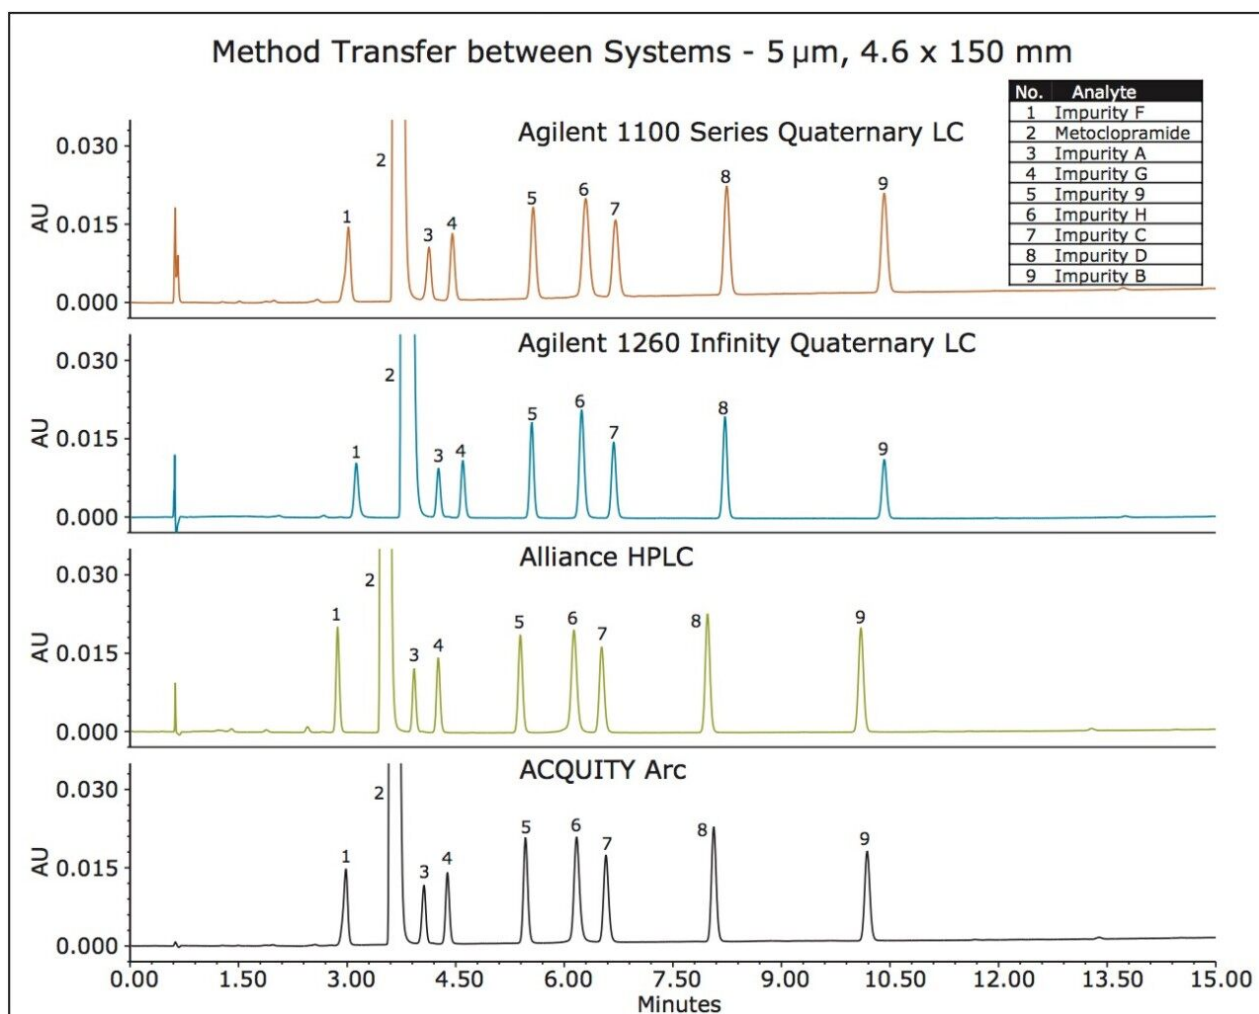 Method Transfer between Systems - 5 µm, 4.6 x 150 mm
No. Analyte
1 Impurity F
2 Metoclopramide
3 Impurity A
4 Impurity G
5 Impurity 9
6 Impurity H
7 Impurity C
8 Impurity D
9 Impurity B
Agilent 1100 Series Quaternary LC
AU
0.030
0.015
0.000
1 2 3 4 5 6 7 8 9
Agilent 1260 Infinity Quaternary LC
AU
0.030
0.015
0.000
1 2 3 4 5 6 7 8 9
Alliance HPLC
AU
0.030
0.015
0.000
1 2 3 4 5 6 7 8 9
ACQUITY Arc
AU
0.030
0.015
0.000
1 2 3 4 5 6 7 8 9
0.00 1.50 3.00 4.50 6.00 7.50 9.00 10.50 12.00 13.50 15.00
Minutes